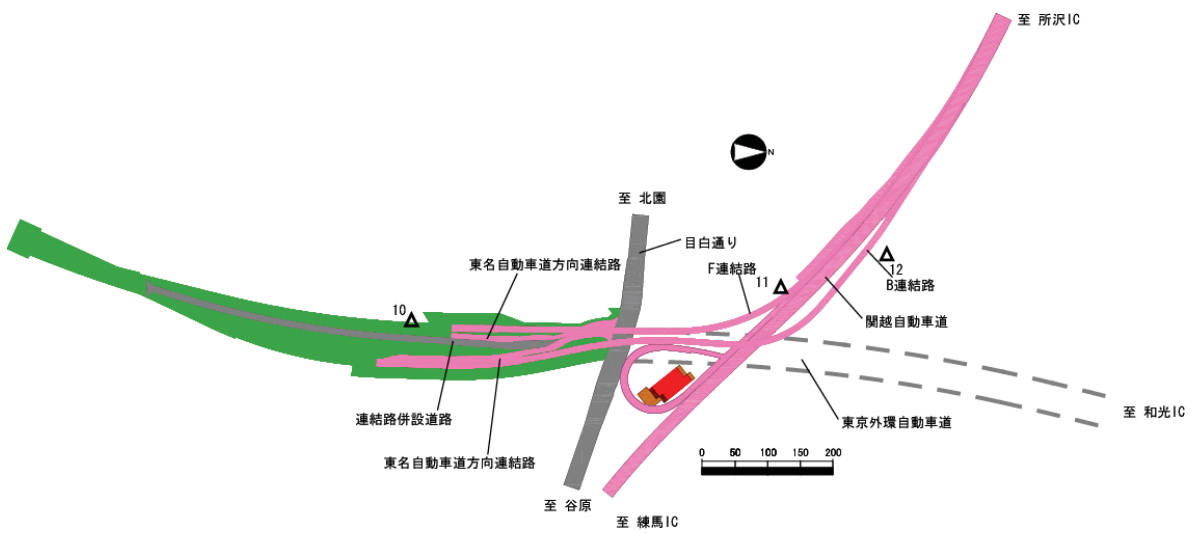 至 所沢IC
N
至 北園
目白通り
東名自動車道方向連結路
F連結路
11
12
B連結路
10
関越自動車道
連結路併設道路
東京外環自動車道
至 和光IC
東名自動車道方向連結路
0 50 100 150 200
至 谷原
至 練馬IC